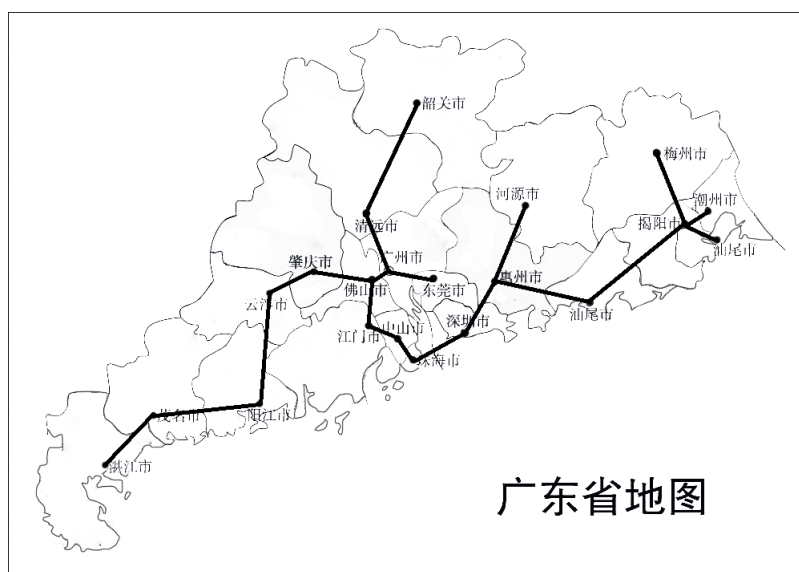 韶关市
梅州市
河源市
潮州市
清远市
揭阳市
汕尾市
广州市
肇庆市
惠州市
佛山市
东莞市
云浮市
汕尾市
深圳市
中山市
江门市
珠海市
茂名市
阳江市
湛江市
广东省地图